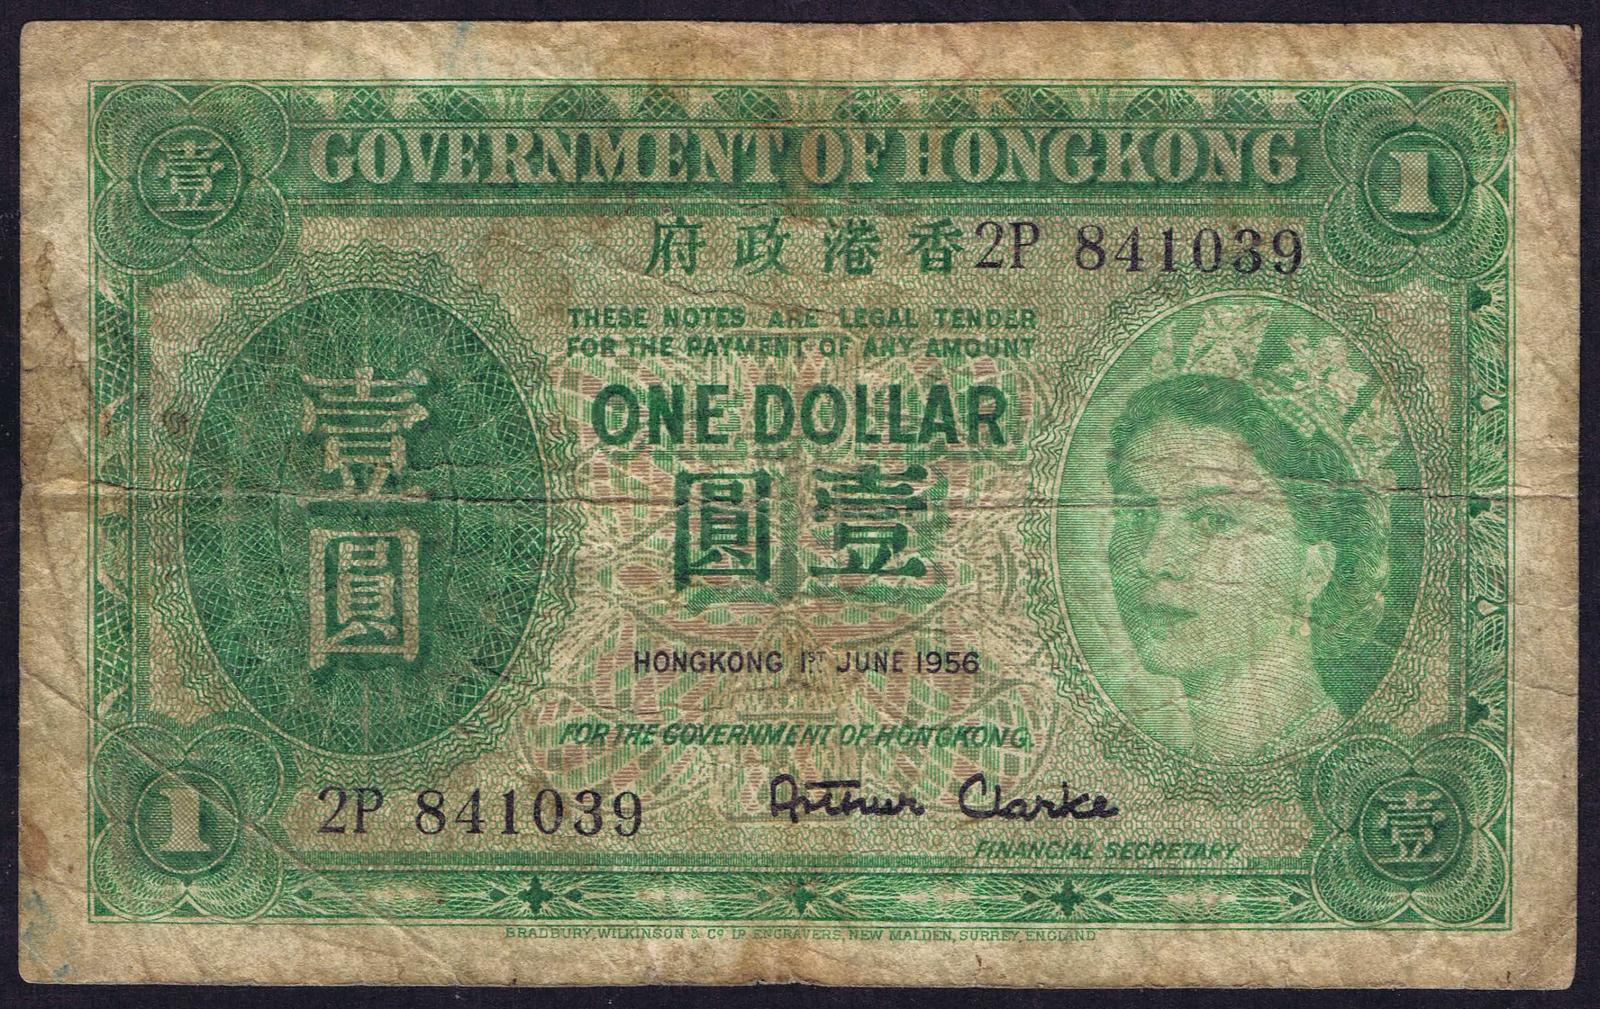 壹
GOVERNMENT OF HONGKONG
1
府政港香
2P 841039
THESE NOTES ARE LEGAL TENDER
FOR THE PAYMENT OF ANY AMOUNT
ONE DOLLAR
圓壹
壹
圓
HONGKONG 1ST JUNE 1956
FOR THE GOVERNMENT OF HONGKONG.
2P 841039
Arthur Clarke
FINANCIAL SECRETARY
1
壹
BRADBURY, WILKINSON & Co LD ENGRAVERS, NEW MALDEN, SURREY, ENGLAND